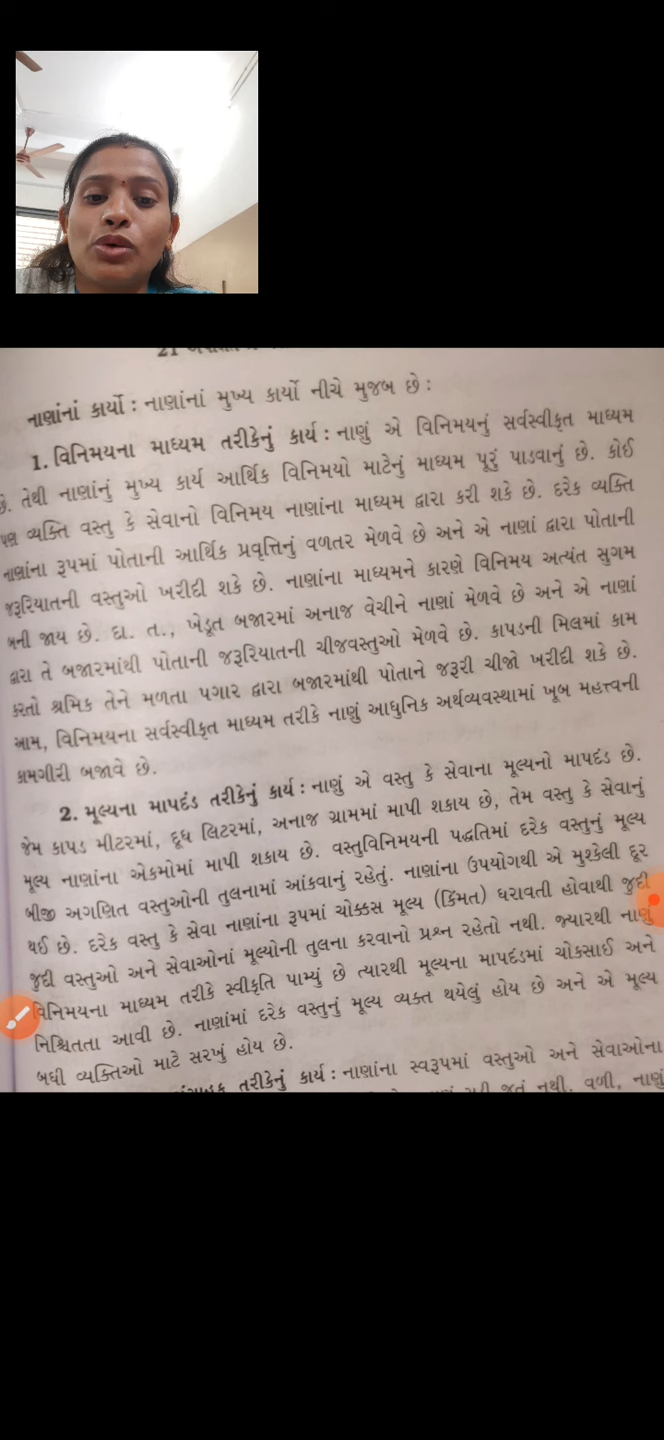 નાણાંનાં કાર્યો : નાણાંનાં મુખ્ય કાર્યો નીચે મુજબ છે :
1. વિનિમયના માધ્યમ તરીકેનું કાર્ય : નાણું એ વિનિમયનું સર્વસ્વીકૃત માધ્યમ
છે. તેથી નાણાંનું મુખ્ય કાર્ય આર્થિક વિનિમયો માટેનું માધ્યમ પૂરું પાડવાનું છે. કોઈ
પણ વ્યક્તિ વસ્તુ કે સેવાનો વિનિમય નાણાંના માધ્યમ દ્વારા કરી શકે છે. દરેક વ્યક્તિ
નાણાંના રૂપમાં પોતાની આર્થિક પ્રવૃત્તિનું વળતર મેળવે છે અને એ નાણાં દ્વારા પોતાની
જરૂરિયાતની વસ્તુઓ ખરીદી શકે છે. નાણાંના માધ્યમને કારણે વિનિમય અત્યંત સુગમ
બની જાય છે. દા. ત., ખેડૂત બજારમાં અનાજ વેચીને નાણાં મેળવે છે અને એ નાણાં
દ્વારા તે બજારમાંથી પોતાની જરૂરિયાતની ચીજવસ્તુઓ મેળવે છે. કાપડની મિલમાં કામ
કરતો શ્રમિક તેને મળતા પગાર દ્વારા બજારમાંથી પોતાને જરૂરી ચીજો ખરીદી શકે છે.
આમ, વિનિમયના સર્વસ્વીકૃત માધ્યમ તરીકે નાણું આધુનિક અર્થવ્યવસ્થામાં ખૂબ મહત્ત્વની
કામગીરી બજાવે છે.
2. મૂલ્યના માપદંડ તરીકેનું કાર્ય : નાણું એ વસ્તુ કે સેવાના મૂલ્યનો માપદંડ છે.
જેમ કાપડ મીટરમાં, દૂધ લિટરમાં, અનાજ ગ્રામમાં માપી શકાય છે, તેમ વસ્તુ કે સેવાનું
મૂલ્ય નાણાંના એકમોમાં માપી શકાય છે. વસ્તુવિનિમયની પદ્ધતિમાં દરેક વસ્તુનું મૂલ્ય
બીજી અગણિત વસ્તુઓની તુલનામાં આંકવાનું રહેતું. નાણાંના ઉપયોગથી એ મુશ્કેલી દૂર
થઈ છે. દરેક વસ્તુ કે સેવા નાણાંના રૂપમાં ચોક્કસ મૂલ્ય (કિંમત) ધરાવતી હોવાથી જુદી
જુદી વસ્તુઓ અને સેવાઓનાં મૂલ્યોની તુલના કરવાનો પ્રશ્ન રહેતો નથી. જ્યારથી નાણું
વિનિમયના માધ્યમ તરીકે સ્વીકૃતિ પામ્યું છે ત્યારથી મૂલ્યના માપદંડમાં ચોકસાઈ અને
નિશ્ચિતતા આવી છે. નાણાંમાં દરેક વસ્તુનું મૂલ્ય વ્યક્ત થયેલું હોય છે અને એ મૂલ્ય
બધી વ્યક્તિઓ માટે સરખું હોય છે.
તરીકેનું કાર્ય : નાણાંના સ્વરૂપમાં વસ્તુઓ અને સેવાઓના
જતું નથી. વળી, નાણું